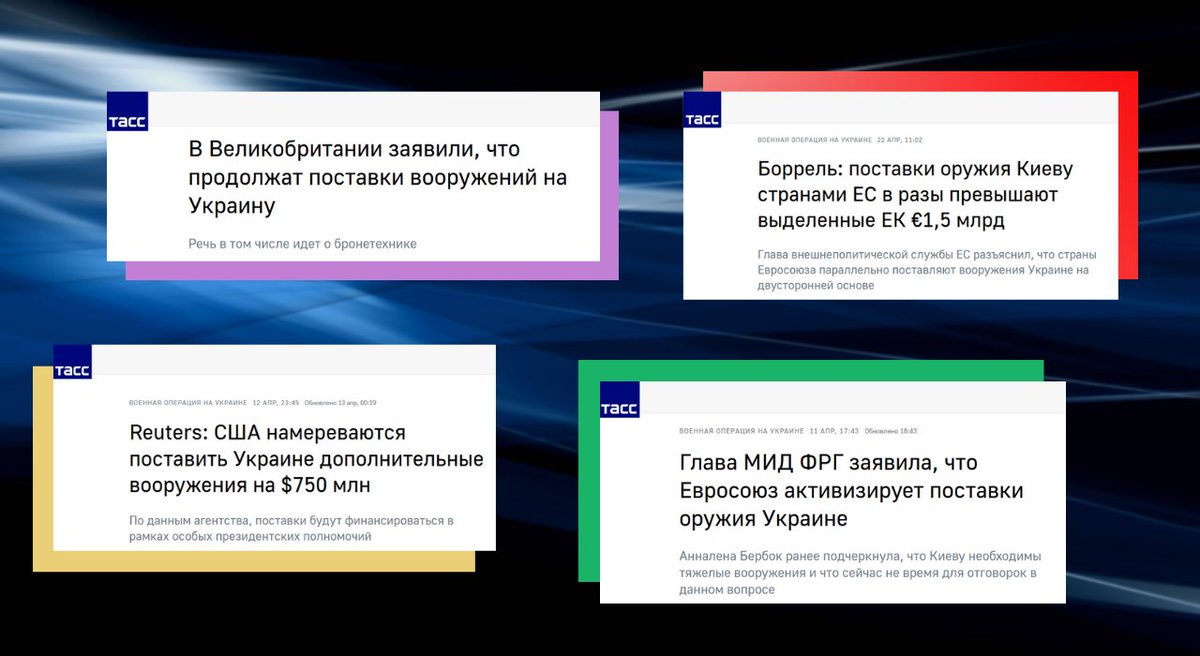 ТАСС
В Великобритании заявили, что
продолжат поставки вооружений на
Украину
Речь в том числе идет о бронетехнике
ТАСС
ВОЕННАЯ ОПЕРАЦИЯ НА УКРАИНЕ 22 АПР, 11:02
Боррель: поставки оружия Киеву
странами ЕС в разы превышают
выделенные ЕК €1,5 млрд
Глава внешнеполитической службы ЕС разъяснил, что страны
Евросоюза параллельно поставляют вооружения Украине на
двусторонней основе
ТАСС
ВОЕННАЯ ОПЕРАЦИЯ НА УКРАИНЕ 12 АПР, 23:45 Обновлено 13 апр, 00:19
Reuters: США намереваются
поставить Украине дополнительные
вооружения на $750 млн
По данным агентства, поставки будут финансироваться в
рамках особых президентских полномочий
ТАСС
ВОЕННАЯ ОПЕРАЦИЯ НА УКРАИНЕ 11 АПР, 17:43 Обновлено 18:43
Глава МИД ФРГ заявила, что
Евросоюз активизирует поставки
оружия Украине
Анналена Бербок ранее подчеркнула, что Киеву необходимы
тяжелые вооружения и что сейчас не время для отговорок в
данном вопросе